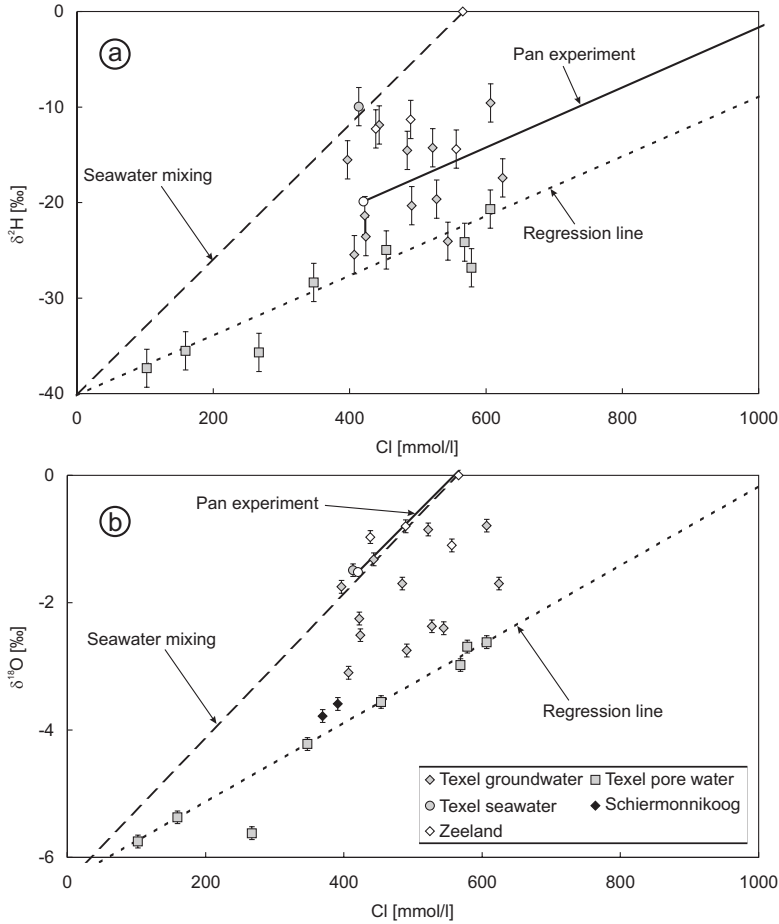 0
a
Pan experiment
-10
Seawater mixing
δ²H [‰]
-20
Regression line
-30
-40
0 200 400 600 800 1000
Cl [mmol/l]
0
Pan experiment
b
-2
Seawater mixing
δ¹⁸O [‰]
Regression line
-4
Texel groundwater Texel pore water
Texel seawater Schiermonnikoog
Zeeland
-6
0 200 400 600 800 1000
Cl [mmol/l]